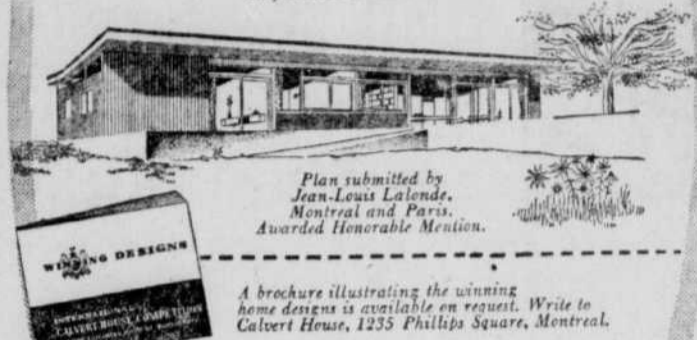 Plan submitted by
Jean-Louis Lalonde,
Montreal and Paris.
Awarded Honorable Mention.
WINNING DESIGNS
INTERNATIONAL
CALVERT HOUSE COMPETITION
A brochure illustrating the winning
home designs is available on request. Write to
Calvert House, 1235 Phillips Square, Montreal.